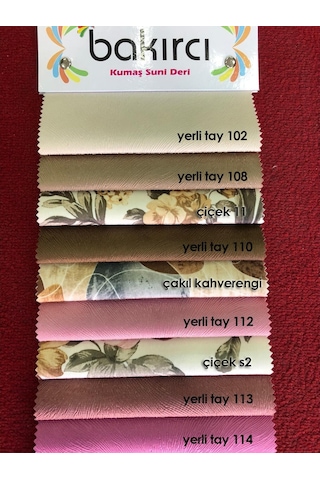 bakırcı
Kumaş Suni Deri
yerli tay 102
yerli tay 108
çiçek 11
yerli tay 110
çakıl kahverengi
yerli tay 112
çiçek s2
yerli tay 113
yerli tay 114